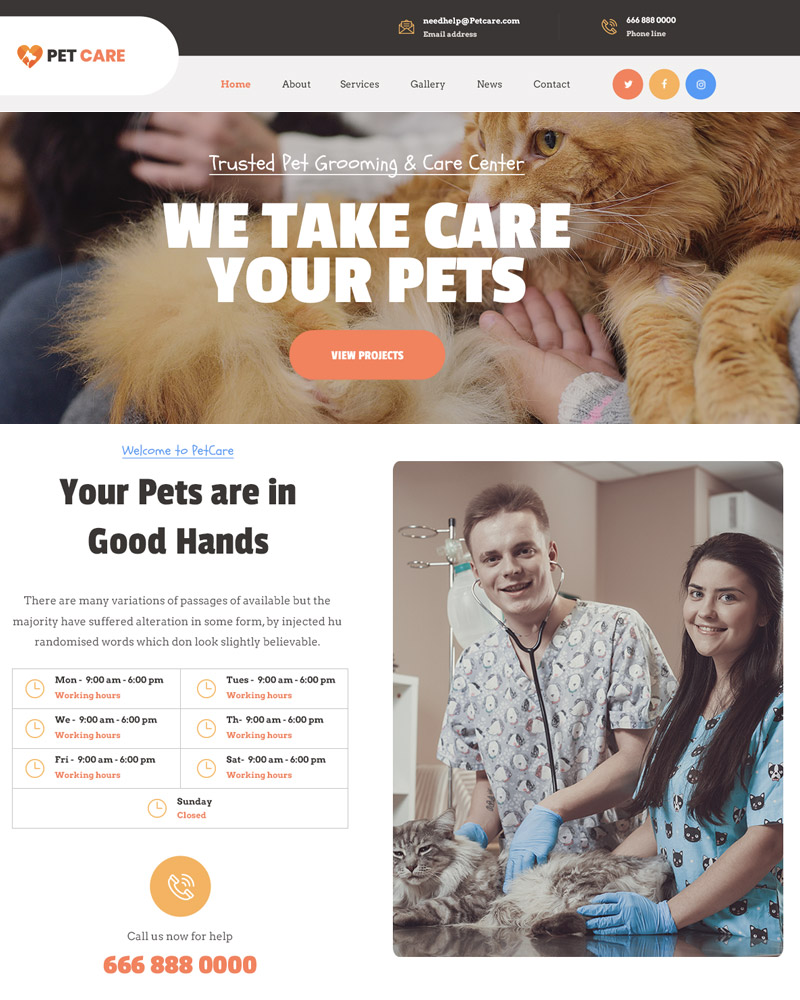 needhelp@Petcare.com
Email address
666 888 0000
Phone line
PET CARE
Home About Services Gallery News Contact
Trusted Pet Grooming & Care Center
WE TAKE CARE
YOUR PETS
VIEW PROJECTS
Welcome to PetCare
Your Pets are in
Good Hands
There are many variations of passages of available but the
majority have suffered alteration in some form, by injected hu
randomised words which don look slightly believable.
Mon - 9:00 am - 6:00 pm
Working hours
Tues - 9:00 am - 6:00 pm
Working hours
We - 9:00 am - 6:00 pm
Working hours
Th- 9:00 am - 6:00 pm
Working hours
Fri - 9:00 am - 6:00 pm
Working hours
Sat- 9:00 am - 6:00 pm
Working hours
Sunday
Closed
Call us now for help
666 888 0000